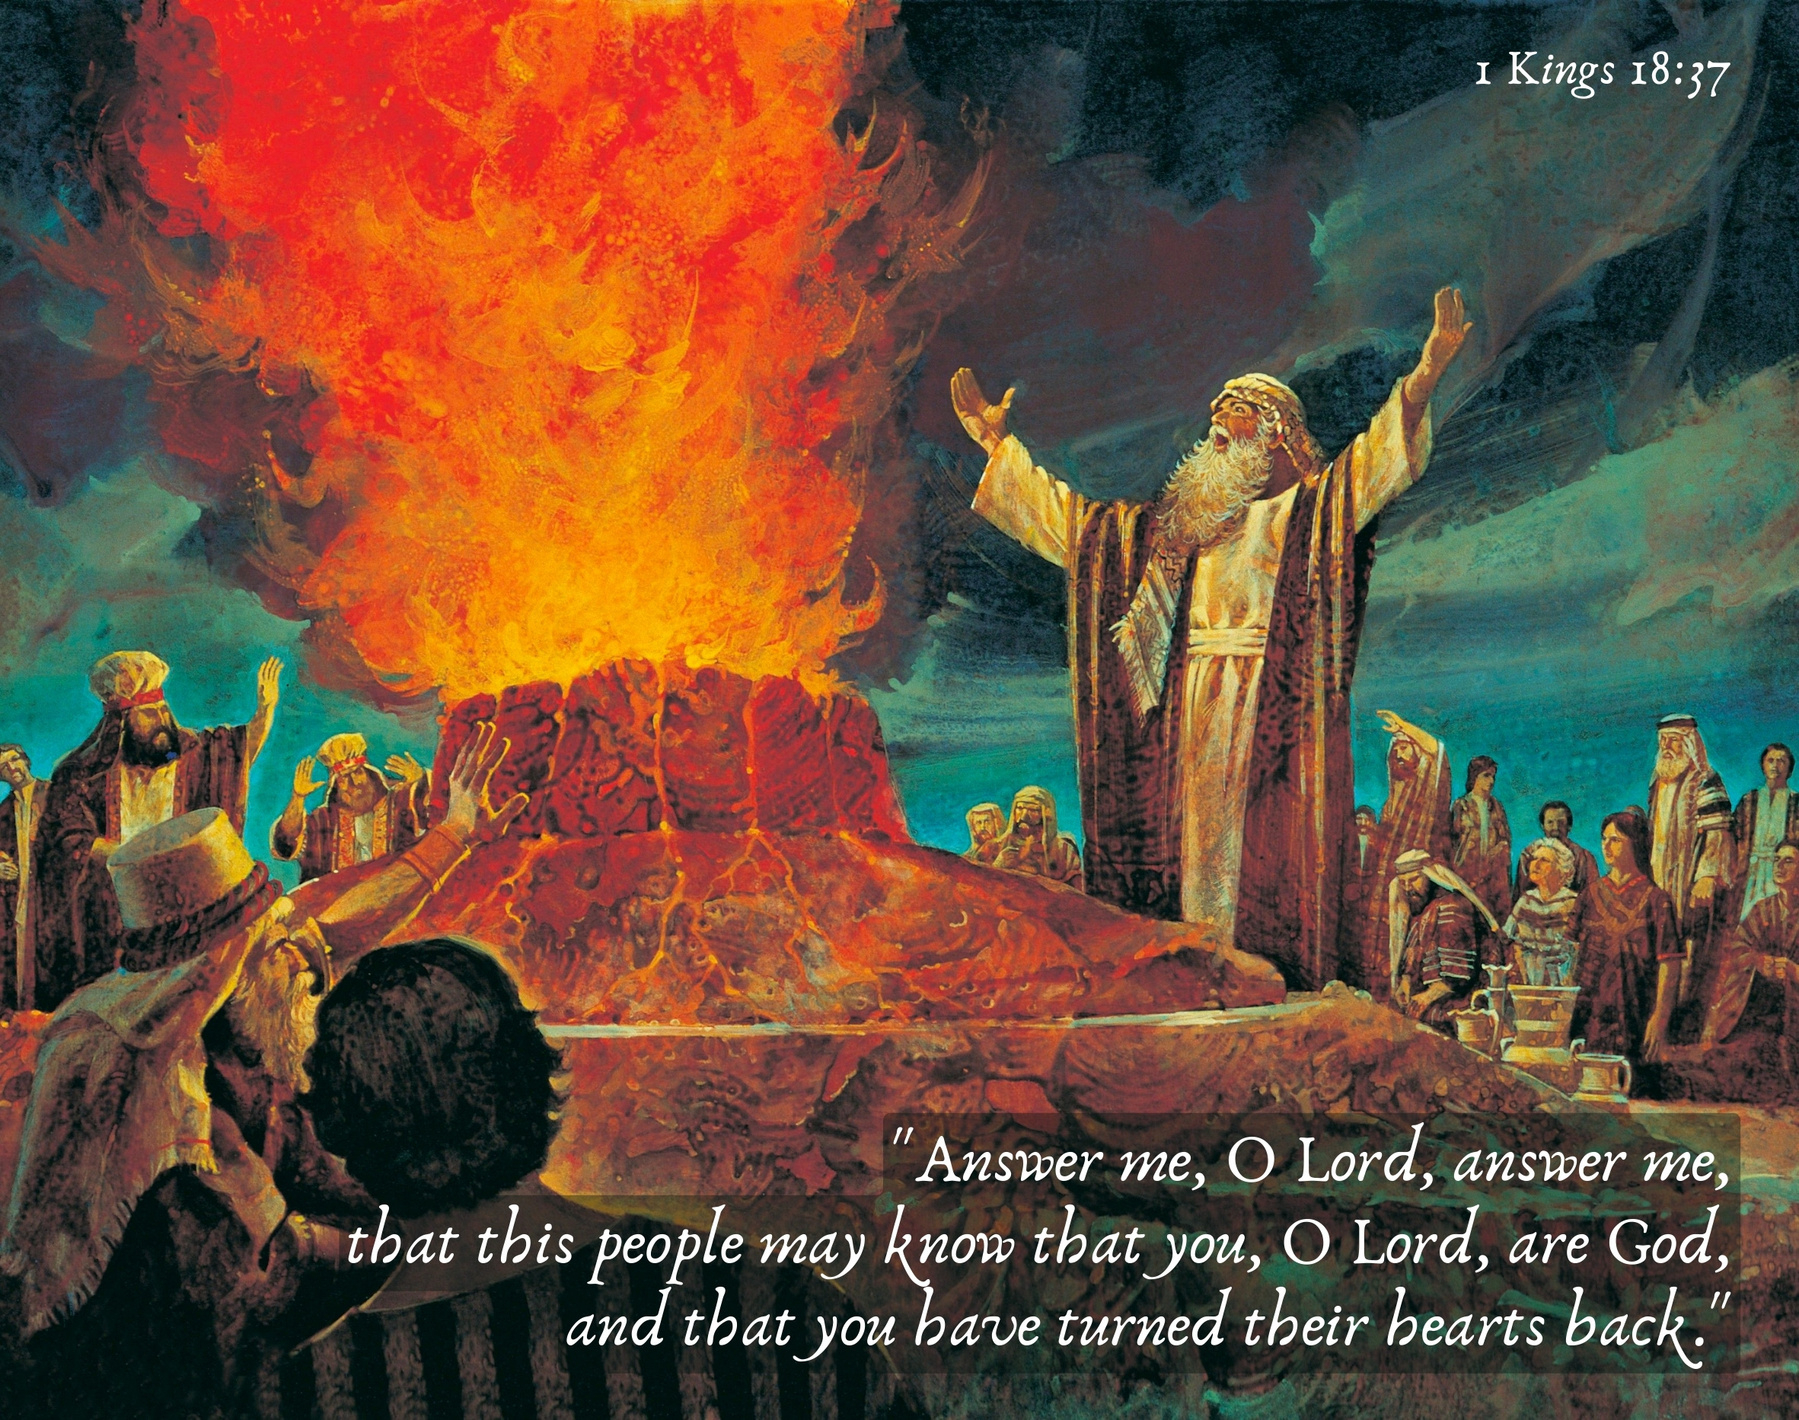 1 Kings 18:37
"Answer me, O Lord, answer me,
that this people may know that you, O Lord, are God,
and that you have turned their hearts back."